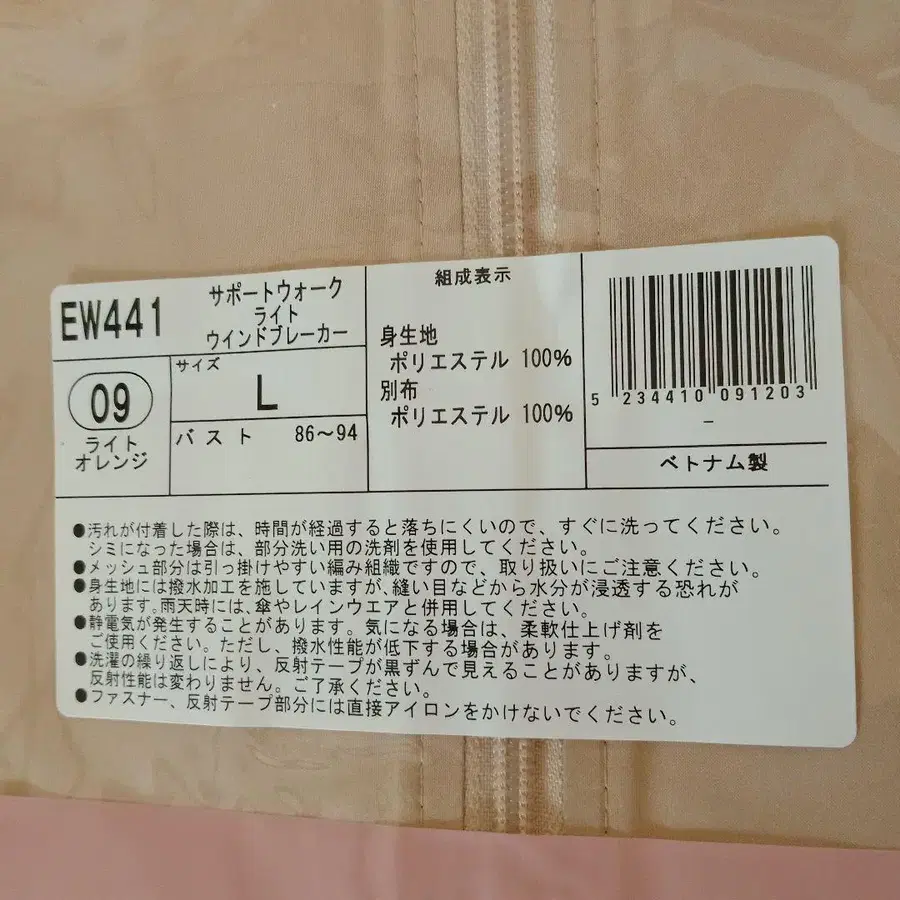 EW441
サポートウォーク
ライト
ウインドブレーカー
09
ライト
オレンジ
サイズ
L
バスト 86～94
組成表示
身生地
ポリエステル 100%
別布
ポリエステル 100%
5 234410 091203
–
ベトナム製
●汚れが付着した際は、時間が経過すると落ちにくいので、すぐに洗ってください。
シミになった場合は、部分洗い用の洗剤を使用してください。
●メッシュ部分は引っ掛けやすい編み組織ですので、取り扱いにご注意ください。
●身生地には撥水加工を施していますが、縫い目などから水分が浸透する恐れが
あります。雨天時には、傘やレインウエアと併用してください。
●静電気が発生することがあります。気になる場合は、柔軟仕上げ剤を
ご使用ください。ただし、撥水性能が低下する場合があります。
●洗濯の繰り返しにより、反射テープが黒ずんで見えることがありますが、
反射性能は変わりません。ご了承ください。
●ファスナー、反射テープ部分には直接アイロンをかけないでください。